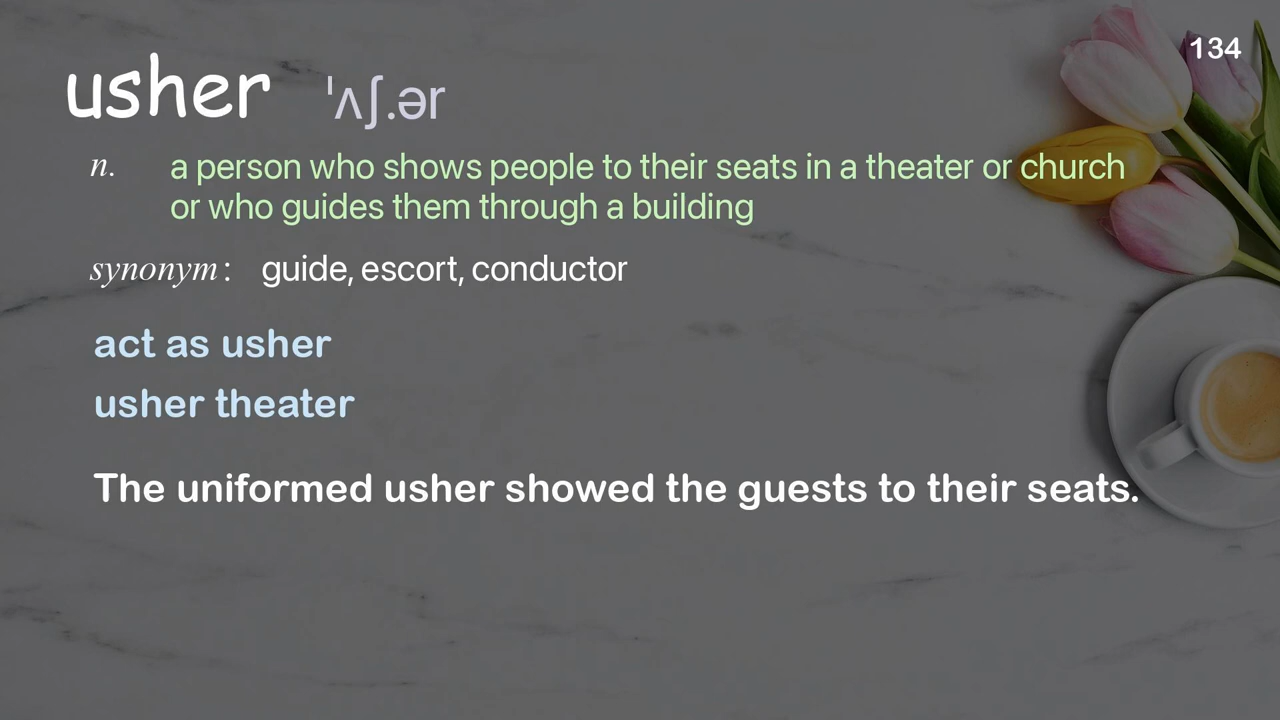 134
usher ˈʌʃ.ər
n. a person who shows people to their seats in a theater or church
or who guides them through a building
synonym: guide, escort, conductor
act as usher
usher theater
The uniformed usher showed the guests to their seats.